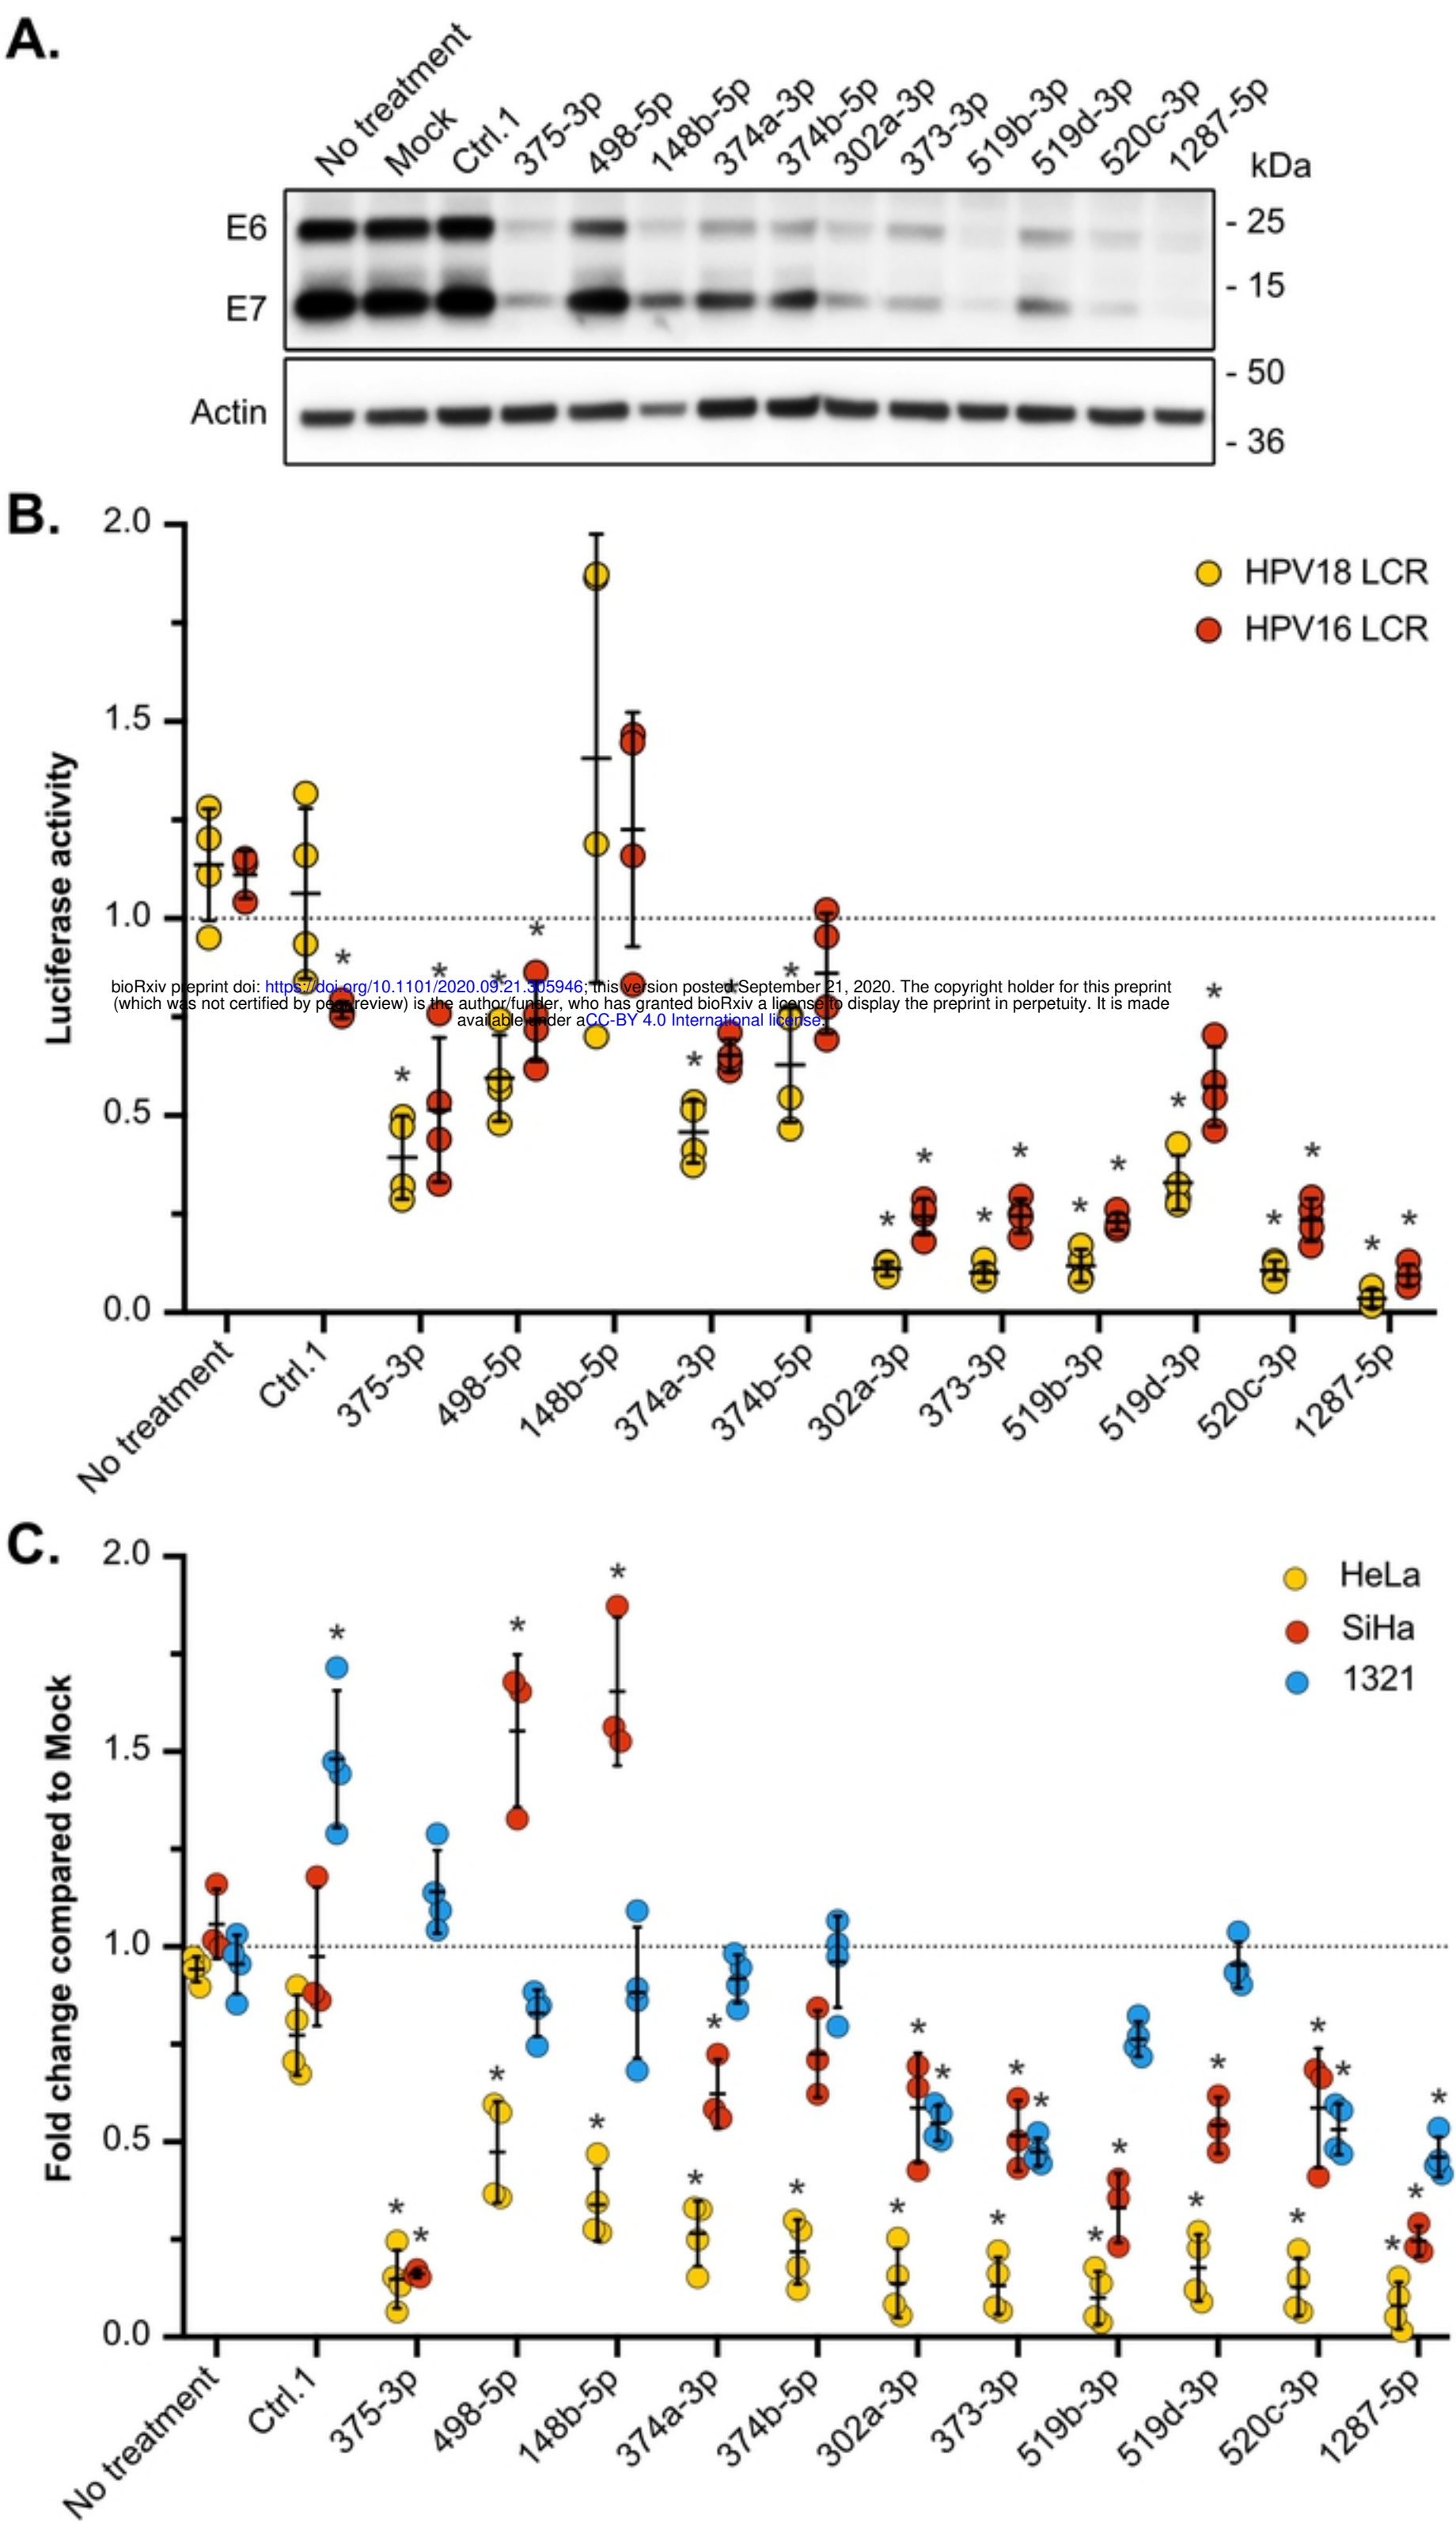 A.
No treatment
Mock
Ctrl.1
375-3p
498-5p
148b-5p
374a-3p
374b-5p
302a-3p
373-3p
519b-3p
519d-3p
520c-3p
1287-5p
kDa
E6
- 25
E7
- 15
Actin
- 50
- 36
B.
Luciferase activity
2.0
1.5
1.0
0.5
0.0
HPV18 LCR
HPV16 LCR
* * * * * * * * * * * * * * * * * * * *
bioRxiv preprint doi: https://doi.org/10.1101/2020.09.21.305946; this version posted September 21, 2020. The copyright holder for this preprint
(which was not certified by peer review) is the author/funder, who has granted bioRxiv a license to display the preprint in perpetuity. It is made
available under aCC-BY 4.0 International license.
No treatment
Ctrl.1
375-3p
498-5p
148b-5p
374a-3p
374b-5p
302a-3p
373-3p
519b-3p
519d-3p
520c-3p
1287-5p
C.
Fold change compared to Mock
2.0
1.5
1.0
0.5
0.0
HeLa
SiHa
1321
* * * * * * * * * * * * * * * * * * * * * * * * * *
No treatment
Ctrl.1
375-3p
498-5p
148b-5p
374a-3p
374b-5p
302a-3p
373-3p
519b-3p
519d-3p
520c-3p
1287-5p